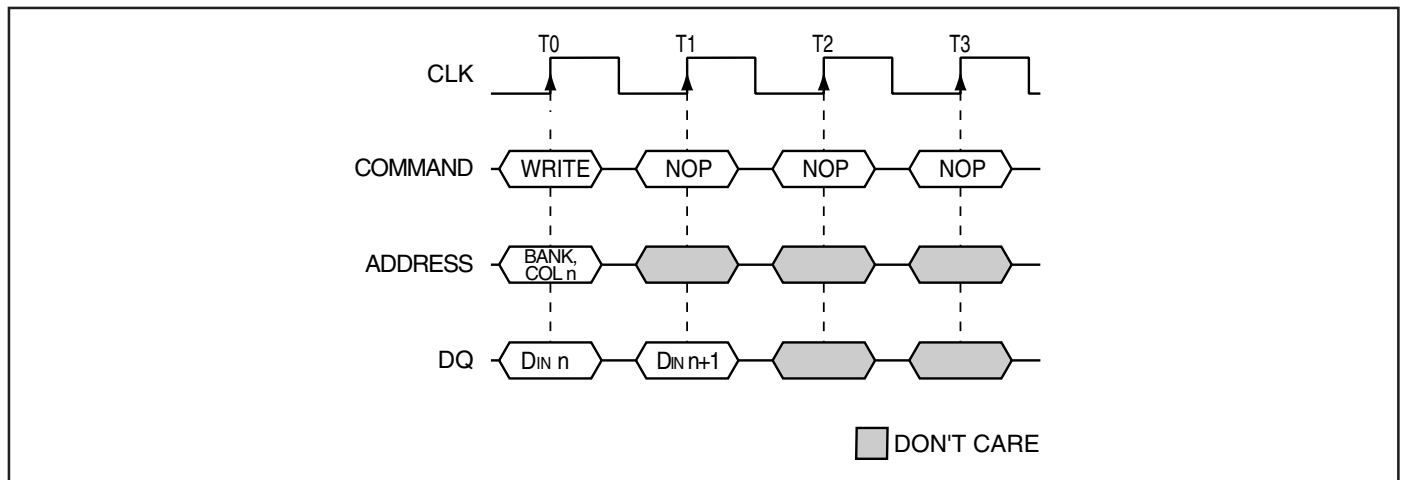 T0 T1 T2 T3
CLK
COMMAND WRITE NOP NOP NOP
ADDRESS BANK,
COL n
DQ DIN n DIN n+1
DON'T CARE